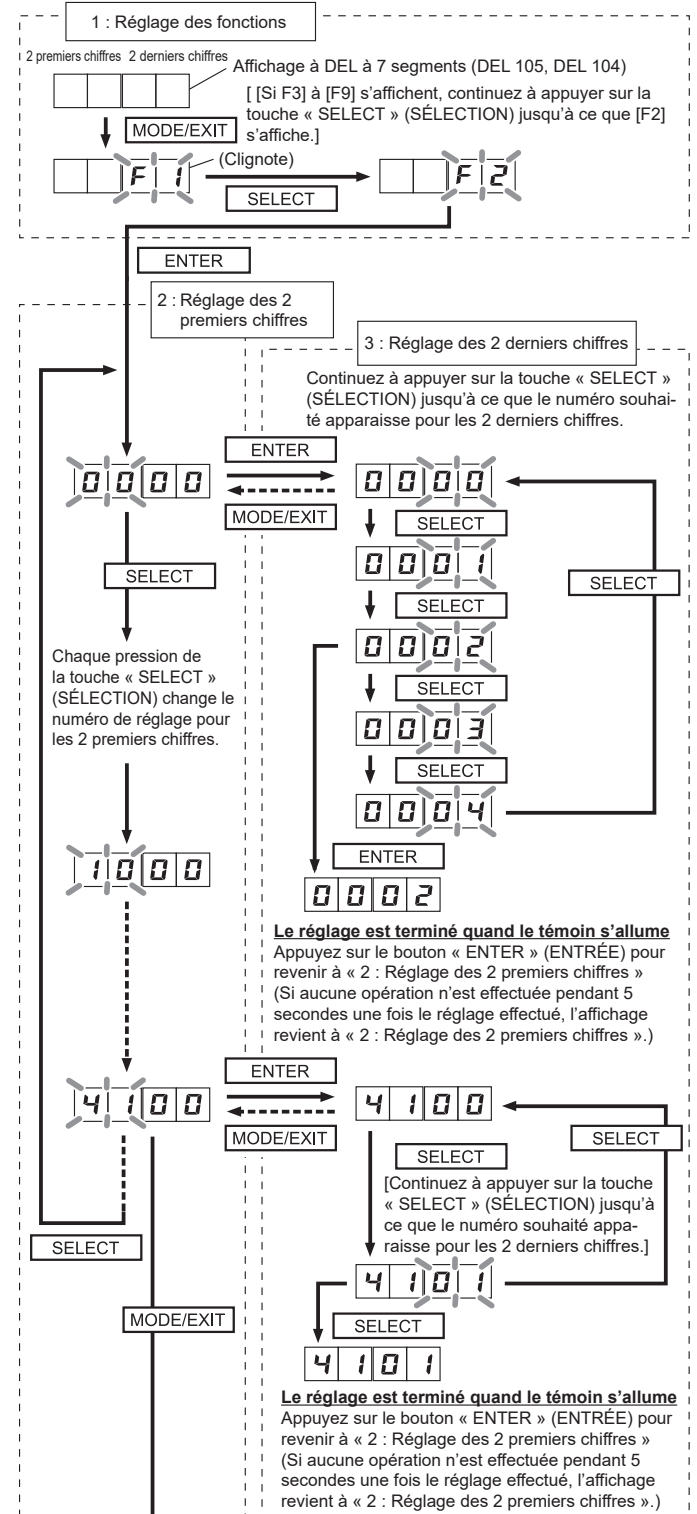 1 : Réglage des fonctions
2 premiers chiffres 2 derniers chiffres
Affichage à DEL à 7 segments (DEL 105, DEL 104)
[ [Si F3] à [F9] s’affichent, continuez à appuyer sur la
touche « SELECT » (SÉLECTION) jusqu’à ce que [F2]
s’affiche.]
MODE/EXIT
(Clignote)
F 1
SELECT
F 2
ENTER
2 : Réglage des 2
premiers chiffres
3 : Réglage des 2 derniers chiffres
Continuez à appuyer sur la touche « SELECT »
(SÉLECTION) jusqu’à ce que le numéro souhai-
té apparaisse pour les 2 derniers chiffres.
0 0 0 0
ENTER
MODE/EXIT
0 0 0 0
SELECT
0 0 0 1
SELECT
0 0 0 2
SELECT
0 0 0 3
SELECT
0 0 0 4
SELECT
SELECT
Chaque pression de
la touche « SELECT »
(SÉLECTION) change le
numéro de réglage pour
les 2 premiers chiffres.
1 0 0 0
ENTER
0 0 0 2
Le réglage est terminé quand le témoin s’allume
Appuyez sur le bouton « ENTER » (ENTRÉE) pour
revenir à « 2 : Réglage des 2 premiers chiffres »
(Si aucune opération n’est effectuée pendant 5
secondes une fois le réglage effectué, l’affichage
revient à « 2 : Réglage des 2 premiers chiffres ».)
4 1 0 0
ENTER
MODE/EXIT
4 1 0 0
SELECT
SELECT
[Continuez à appuyer sur la touche
« SELECT » (SÉLECTION) jusqu’à
ce que le numéro souhaité appa-
raisse pour les 2 derniers chiffres.]
4 1 0 1
SELECT
4 1 0 1
SELECT
MODE/EXIT
Le réglage est terminé quand le témoin s’allume
Appuyez sur le bouton « ENTER » (ENTRÉE) pour
revenir à « 2 : Réglage des 2 premiers chiffres »
(Si aucune opération n’est effectuée pendant 5
secondes une fois le réglage effectué, l’affichage
revient à « 2 : Réglage des 2 premiers chiffres ».)